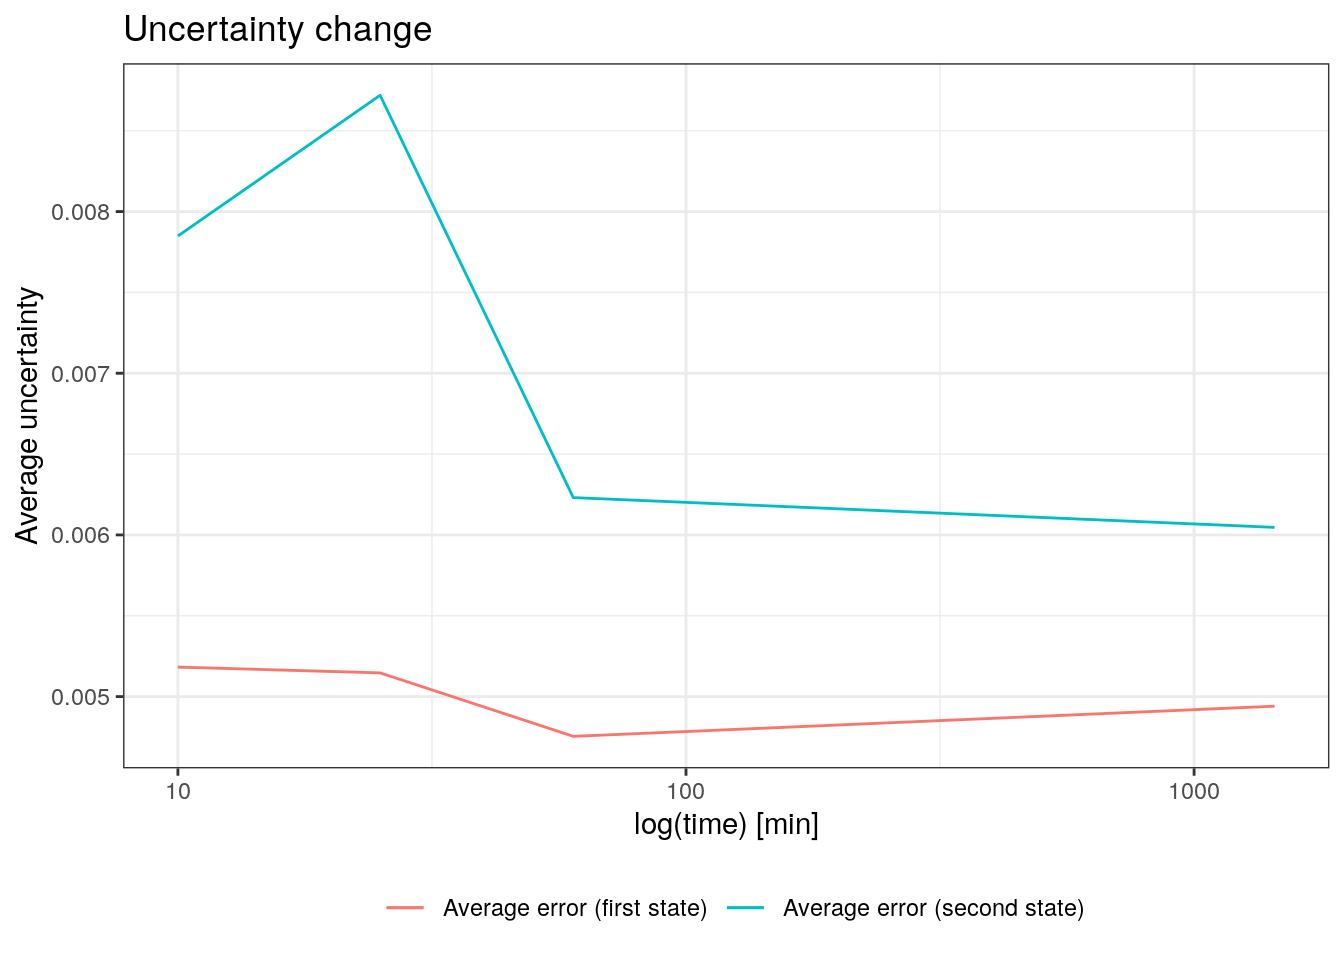 Uncertainty change
Average uncertainty
0.008
0.007
0.006
0.005
10 100 1000
log(time) [min]
Average error (first state) Average error (second state)